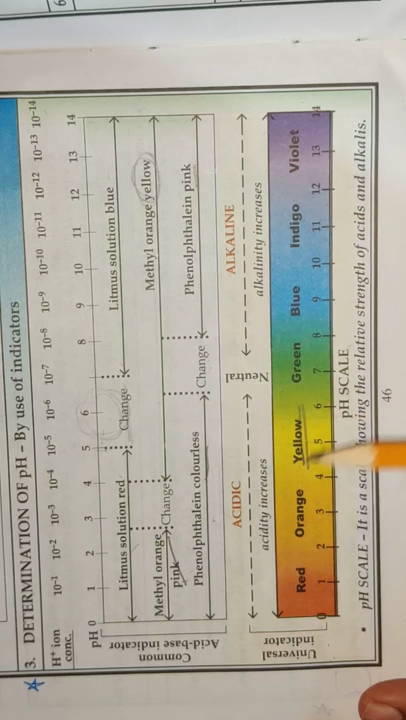 3. DETERMINATION OF pH – By use of indicators
H⁺ ion conc. 10⁻¹ 10⁻² 10⁻³ 10⁻⁴ 10⁻⁵ 10⁻⁶ 10⁻⁷ 10⁻⁸ 10⁻⁹ 10⁻¹⁰ 10⁻¹¹ 10⁻¹² 10⁻¹³ 10⁻¹⁴
pH 0 1 2 3 4 5 6 8 9 10 11 12 13 14
Common
Acid-base indicator
Litmus solution red Change Litmus solution blue
Methyl orange pink Change Methyl orange yellow
Phenolphthalein colourless Change Phenolphthalein pink
ACIDIC Neutral ALKALINE
acidity increases alkalinity increases
Universal
indicator
Red Orange Yellow Green Blue Indigo Violet
0 1 2 3 4 5 6 7 8 9 10 11 12 13 14
pH SCALE
• pH SCALE – It is a showing the relative strength of acids and alkalis.
46